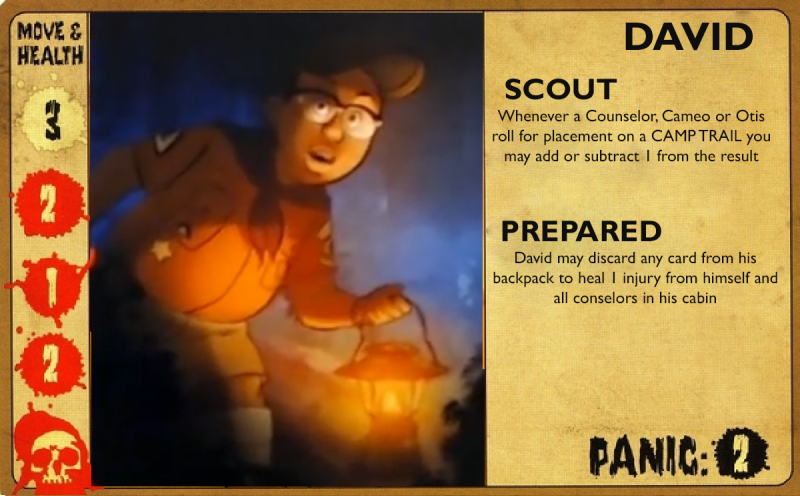 MOVE &
HEALTH
3
2
1
2
DAVID
SCOUT
Whenever a Counselor, Cameo or Otis
roll for placement on a CAMP TRAIL you
may add or subtract 1 from the result
PREPARED
David may discard any card from his
backpack to heal 1 injury from himself and
all conselors in his cabin
PANIC: 2